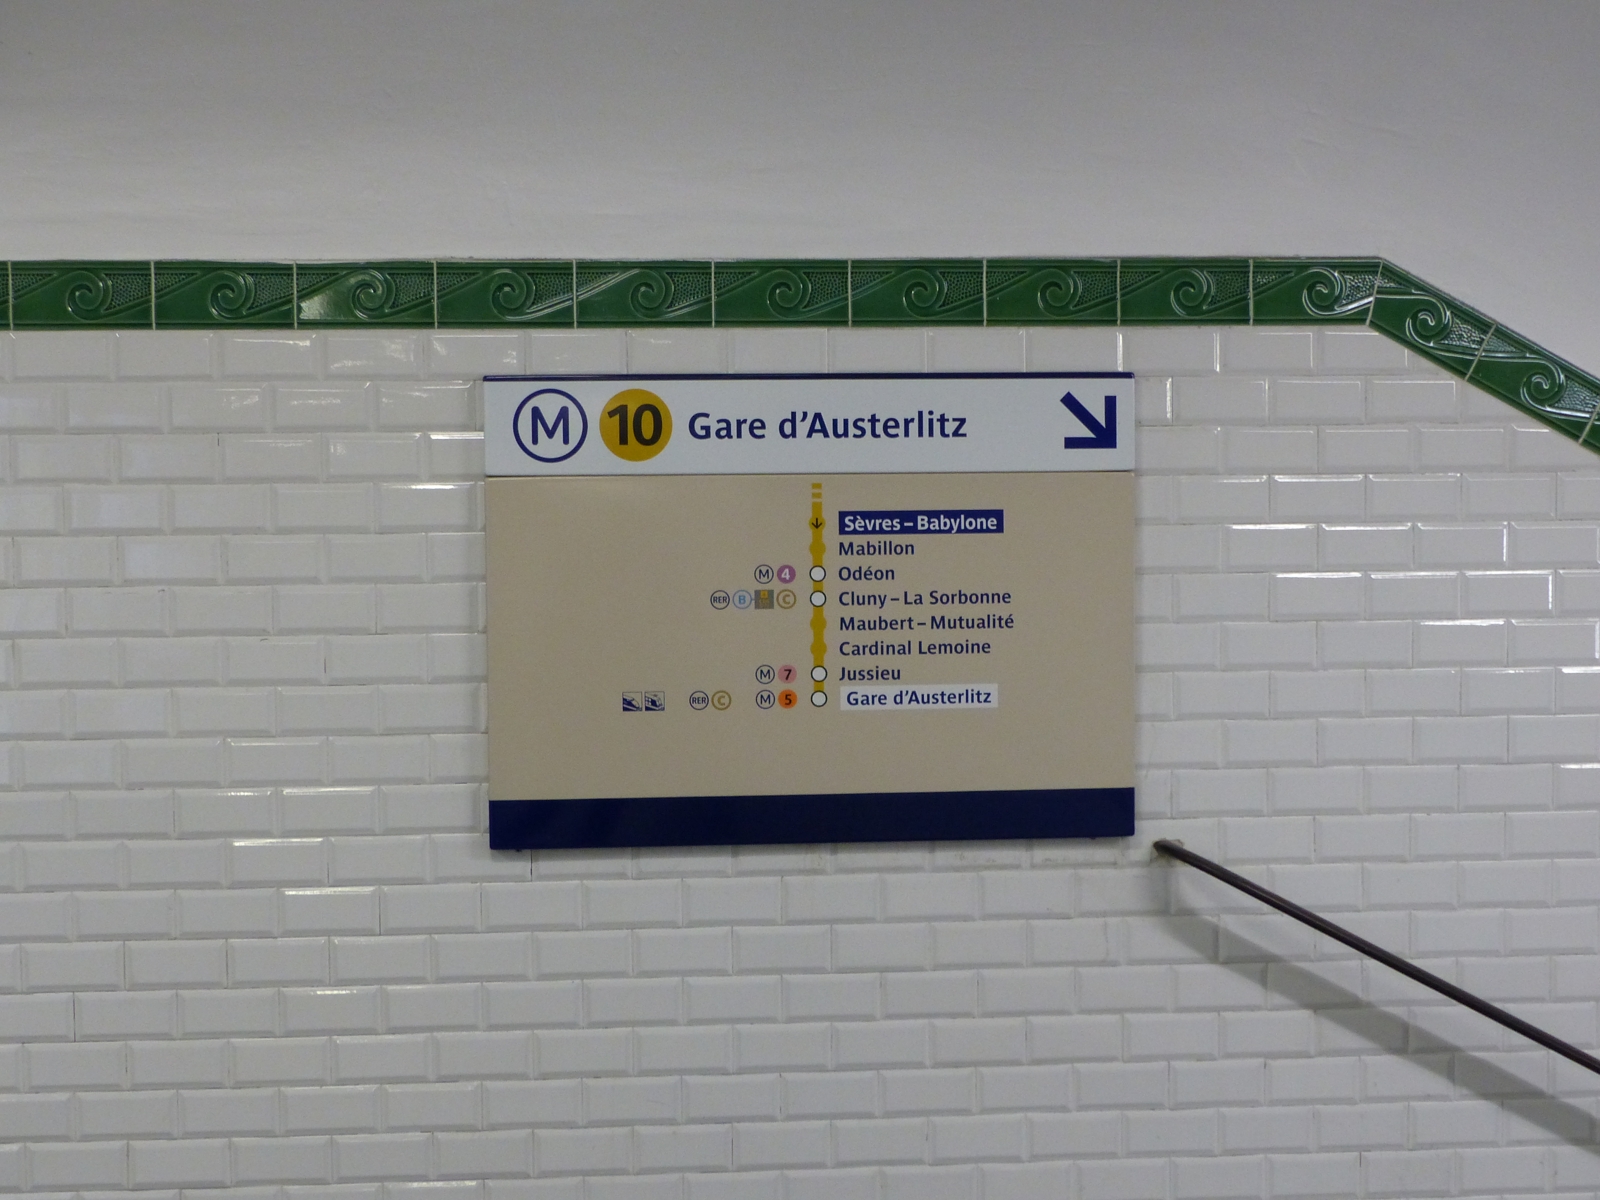 M 10 Gare d'Austerlitz
Sèvres – Babylone
Mabillon
M 4 Odéon
RER B C Cluny – La Sorbonne
Maubert – Mutualité
Cardinal Lemoine
M 7 Jussieu
RER C M 5 Gare d'Austerlitz